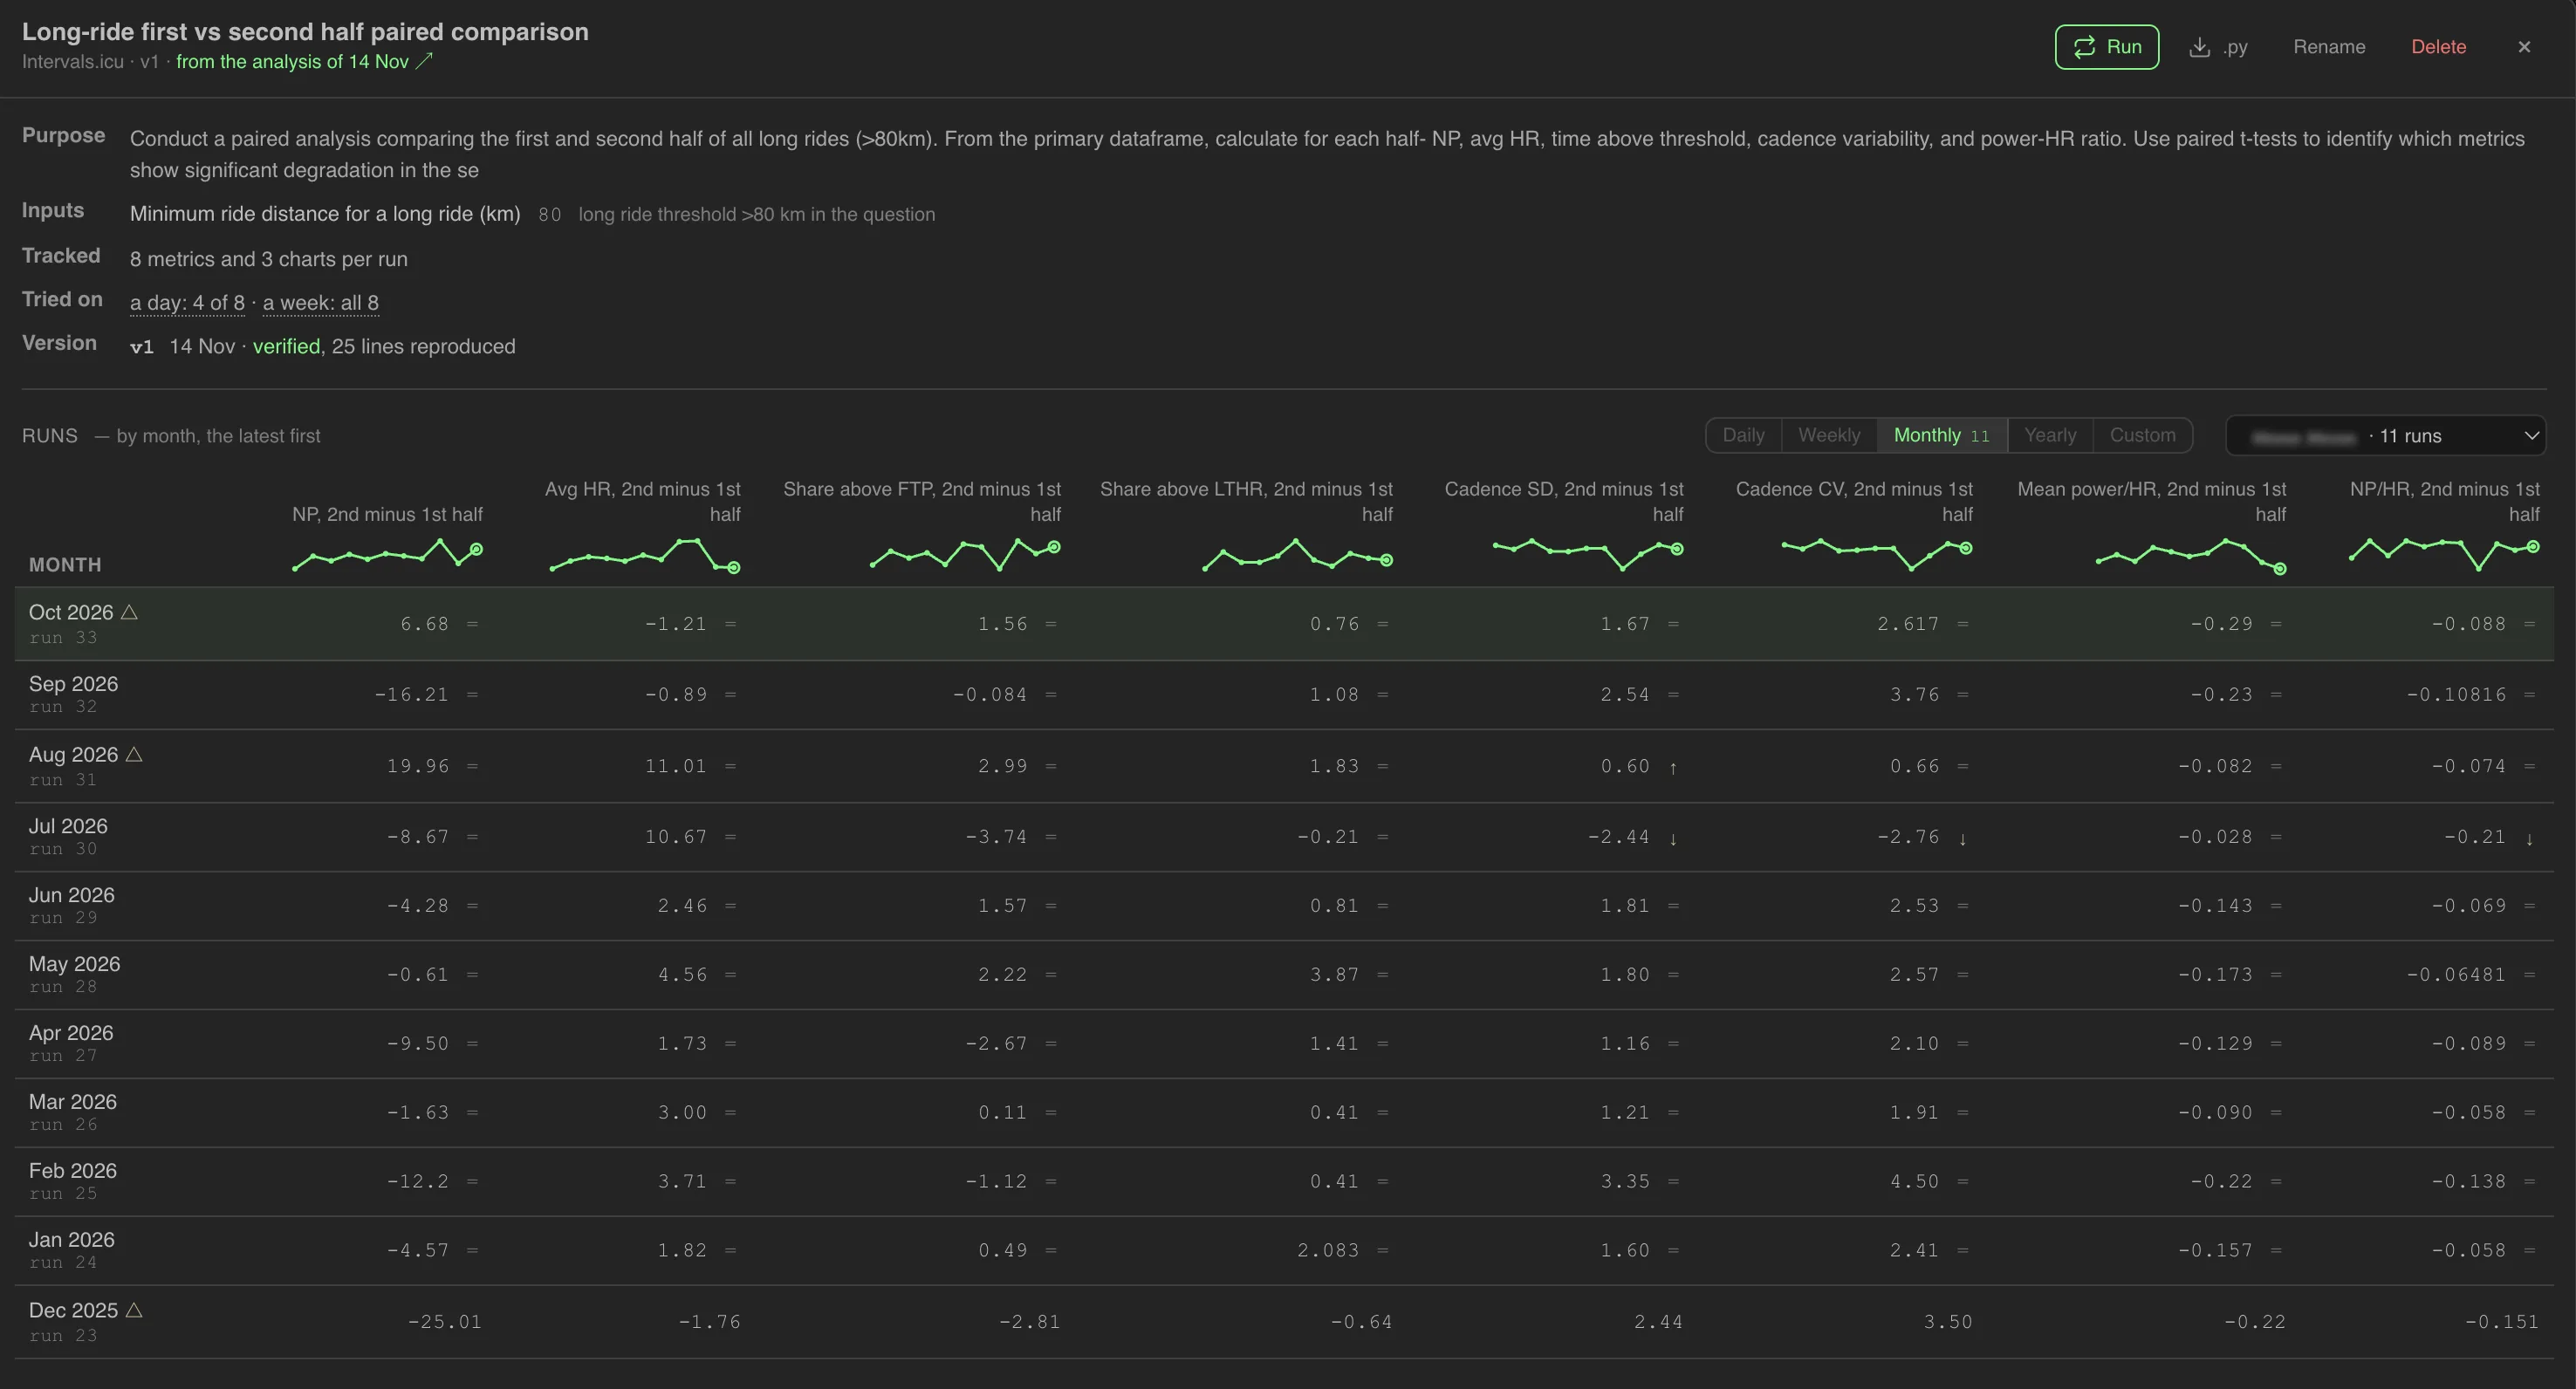 Long-ride first vs second half paired comparison
Intervals.icu · v1 · from the analysis of 14 Nov ↗
Run
.py
Rename
Delete
×
Purpose Conduct a paired analysis comparing the first and second half of all long rides (>80km). From the primary dataframe, calculate for each half- NP, avg HR, time above threshold, cadence variability, and power-HR ratio. Use paired t-tests to identify which metrics
show significant degradation in the se
Inputs Minimum ride distance for a long ride (km) 80 long ride threshold >80 km in the question
Tracked 8 metrics and 3 charts per run
Tried on a day: 4 of 8 · a week: all 8
Version v1 14 Nov · verified, 25 lines reproduced
RUNS — by month, the latest first
Daily Weekly Monthly 11 Yearly Custom
· 11 runs
MONTH
NP, 2nd minus 1st half
Avg HR, 2nd minus 1st
half
Share above FTP, 2nd minus 1st
half
Share above LTHR, 2nd minus 1st
half
Cadence SD, 2nd minus 1st
half
Cadence CV, 2nd minus 1st
half
Mean power/HR, 2nd minus 1st
half
NP/HR, 2nd minus 1st
half
Oct 2026 △ 6.68 = -1.21 = 1.56 = 0.76 = 1.67 = 2.617 = -0.29 = -0.088 =
run 33
Sep 2026 -16.21 = -0.89 = -0.084 = 1.08 = 2.54 = 3.76 = -0.23 = -0.10816 =
run 32
Aug 2026 △ 19.96 = 11.01 = 2.99 = 1.83 = 0.60 ↑ 0.66 = -0.082 = -0.074 =
run 31
Jul 2026 -8.67 = 10.67 = -3.74 = -0.21 = -2.44 ↓ -2.76 ↓ -0.028 = -0.21 ↓
run 30
Jun 2026 -4.28 = 2.46 = 1.57 = 0.81 = 1.81 = 2.53 = -0.143 = -0.069 =
run 29
May 2026 -0.61 = 4.56 = 2.22 = 3.87 = 1.80 = 2.57 = -0.173 = -0.06481 =
run 28
Apr 2026 -9.50 = 1.73 = -2.67 = 1.41 = 1.16 = 2.10 = -0.129 = -0.089 =
run 27
Mar 2026 -1.63 = 3.00 = 0.11 = 0.41 = 1.21 = 1.91 = -0.090 = -0.058 =
run 26
Feb 2026 -12.2 = 3.71 = -1.12 = 0.41 = 3.35 = 4.50 = -0.22 = -0.138 =
run 25
Jan 2026 -4.57 = 1.82 = 0.49 = 2.083 = 1.60 = 2.41 = -0.157 = -0.058 =
run 24
Dec 2025 △ -25.01 -1.76 -2.81 -0.64 2.44 3.50 -0.22 -0.151
run 23